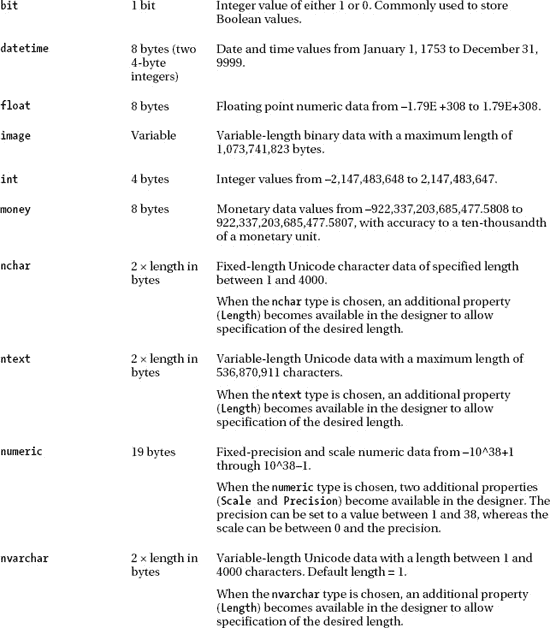 bit 1 bit Integer value of either 1 or 0. Commonly used to store
Boolean values.
datetime 8 bytes (two Date and time values from January 1, 1753 to December 31,
4-byte 9999.
integers)
float 8 bytes Floating point numeric data from –1.79E +308 to 1.79E+308.
image Variable Variable-length binary data with a maximum length of
1,073,741,823 bytes.
int 4 bytes Integer values from –2,147,483,648 to 2,147,483,647.
money 8 bytes Monetary data values from –922,337,203,685,477.5808 to
922,337,203,685,477.5807, with accuracy to a ten-thousandth
of a monetary unit.
nchar 2 × length in Fixed-length Unicode character data of specified length
bytes between 1 and 4000.
When the nchar type is chosen, an additional property
(Length) becomes available in the designer to allow
specification of the desired length.
ntext 2 × length in Variable-length Unicode data with a maximum length of
bytes 536,870,911 characters.
When the ntext type is chosen, an additional property
(Length) becomes available in the designer to allow
specification of the desired length.
numeric 19 bytes Fixed-precision and scale numeric data from –10^38+1
through 10^38–1.
When the numeric type is chosen, two additional properties
(Scale and Precision) become available in the designer. The
precision can be set to a value between 1 and 38, whereas the
scale can be between 0 and the precision.
nvarchar 2 × length in Variable-length Unicode data with a length between 1 and
bytes 4000 characters. Default length = 1.
When the nvarchar type is chosen, an additional property
(Length) becomes available in the designer to allow
specification of the desired length.